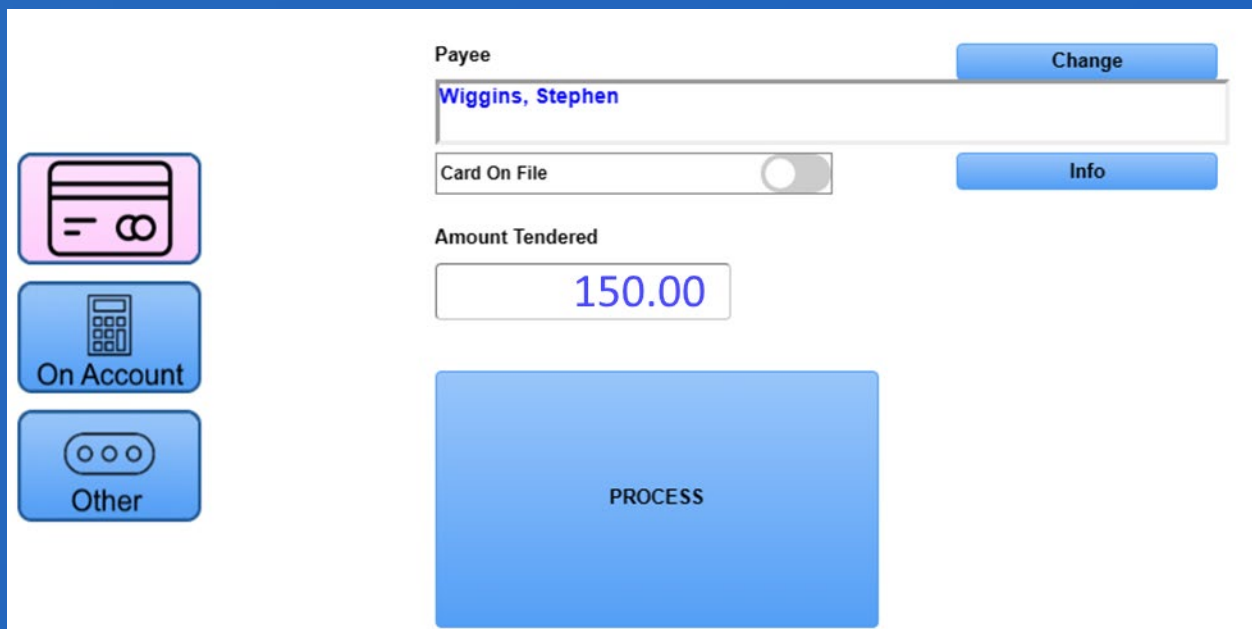 Payee
Change
Wiggins, Stephen
Card On File
Info
Amount Tendered
150.00
On Account
Other
PROCESS